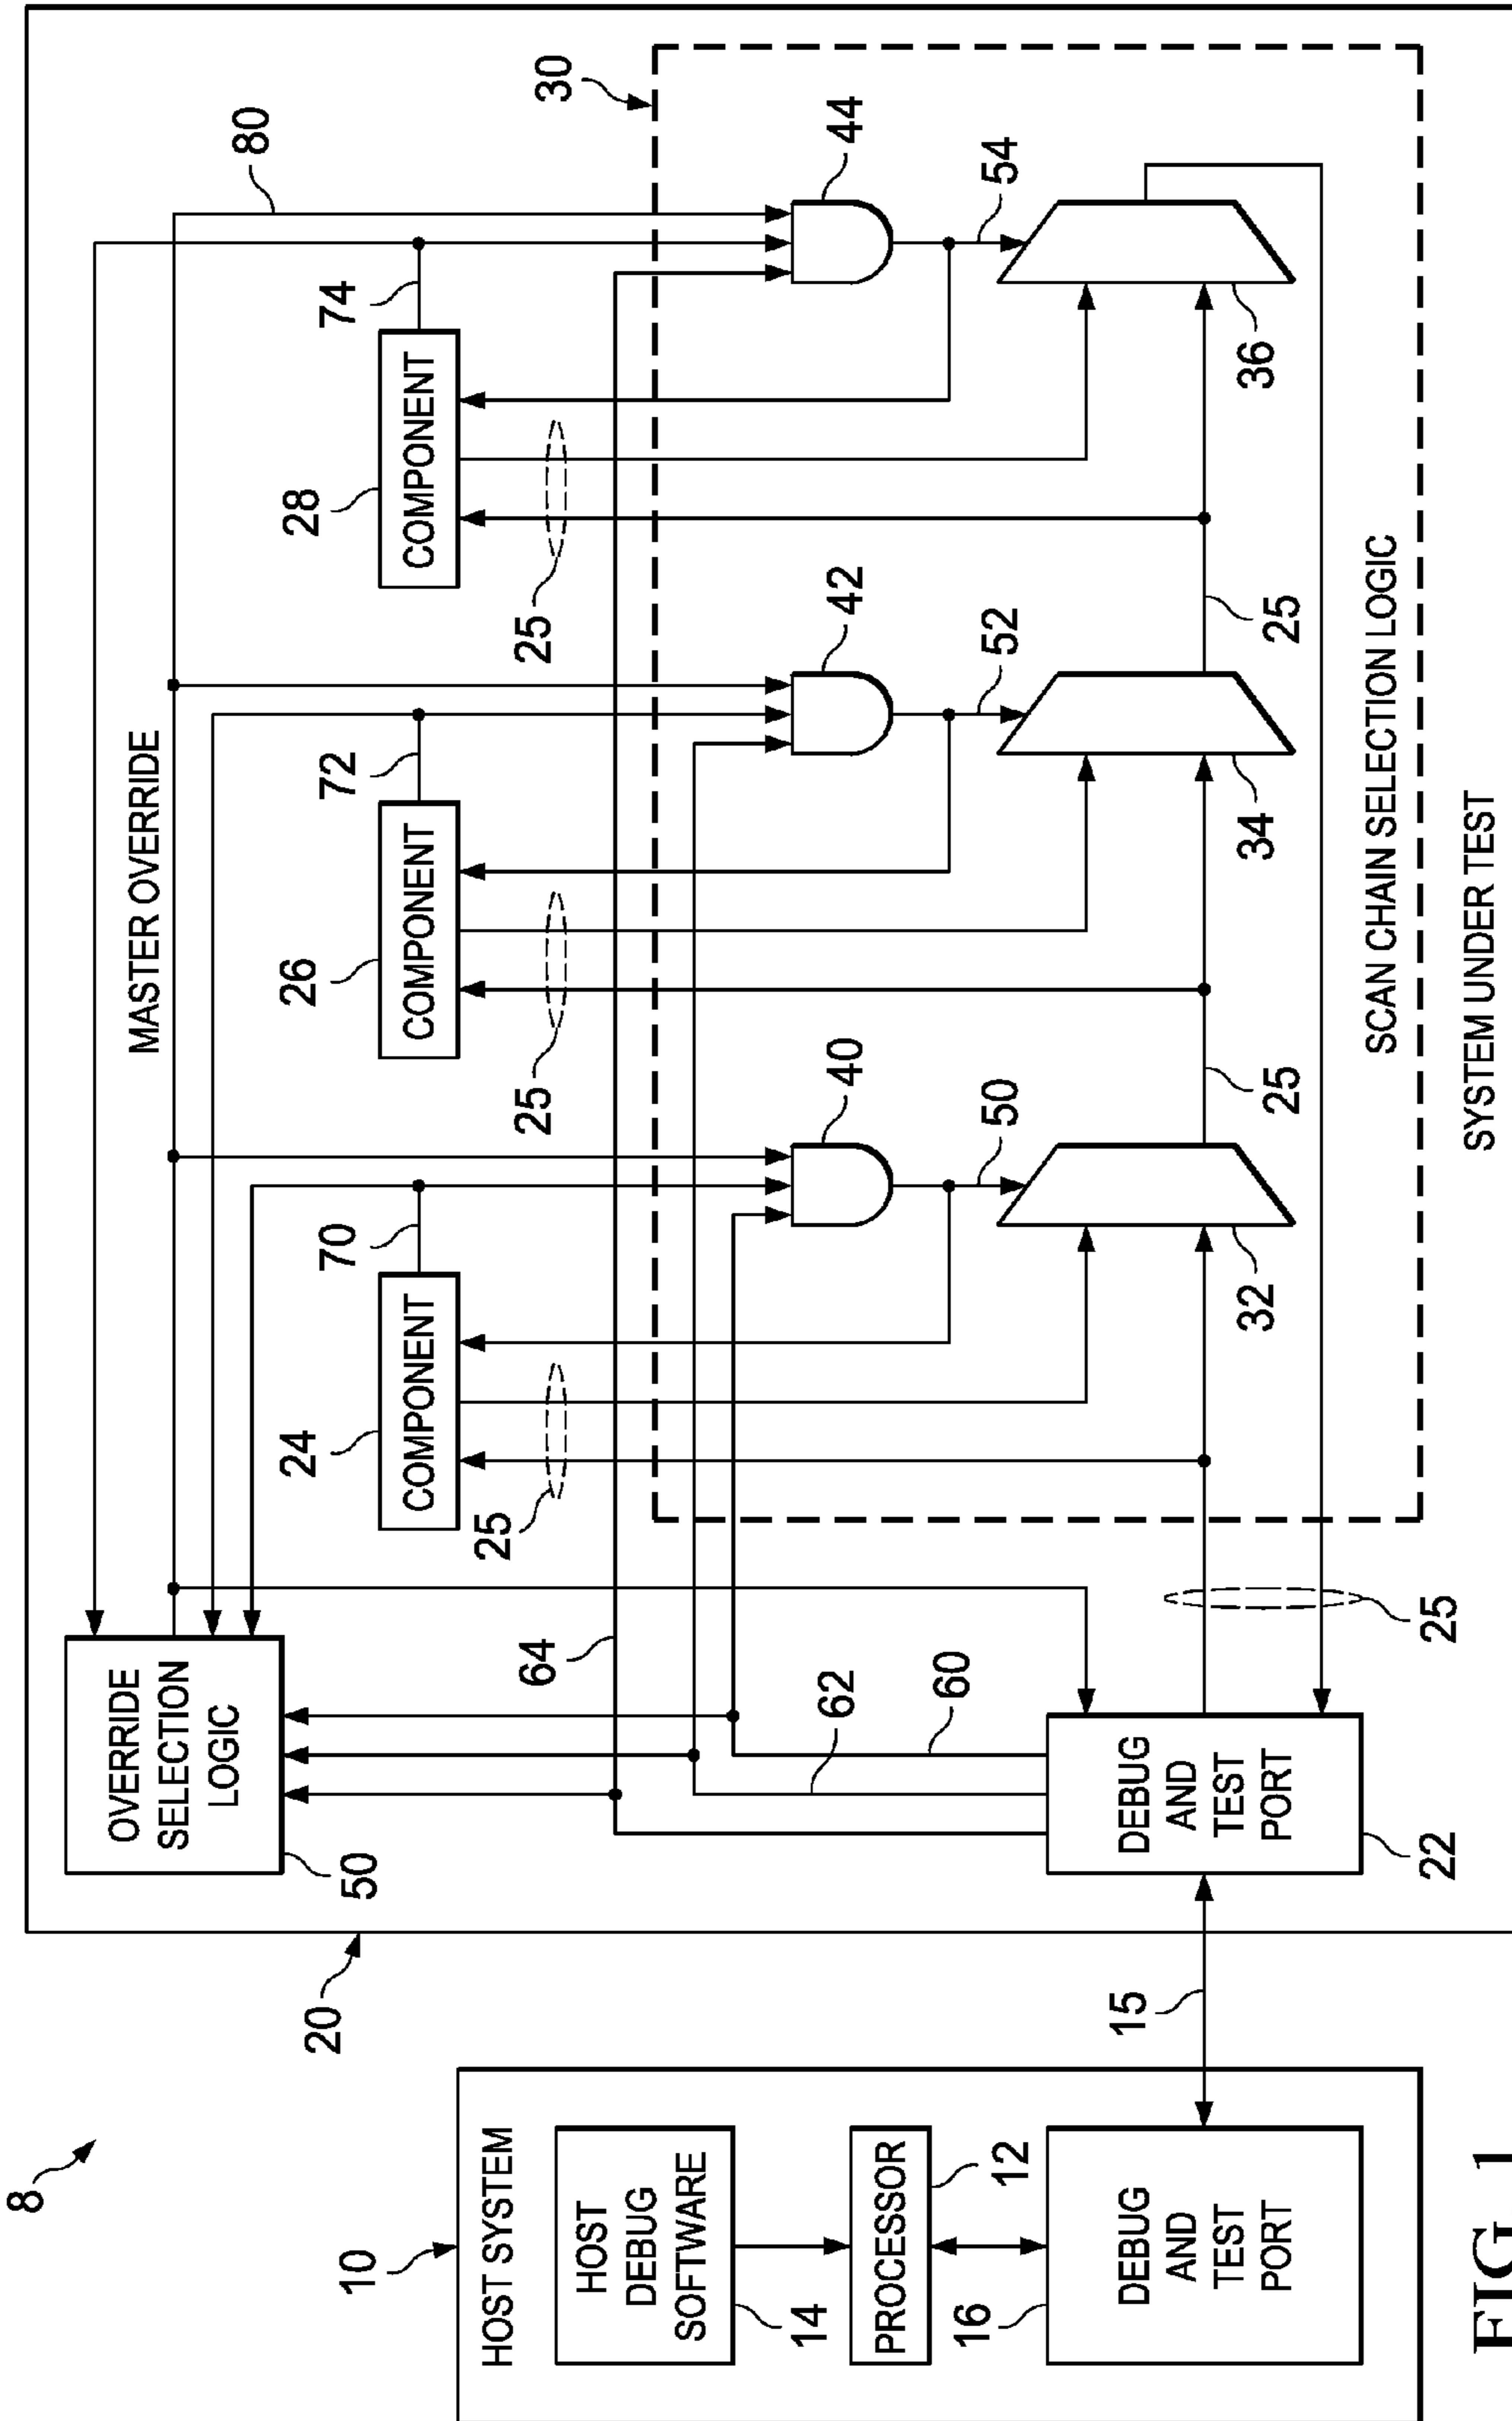 8
10
HOST SYSTEM
HOST
DEBUG
SOFTWARE
14
PROCESSOR
12
16
DEBUG
AND
TEST
PORT
15
20
OVERRIDE
SELECTION
LOGIC
50
MASTER OVERRIDE
80
64
62
60
DEBUG
AND
TEST
PORT
22
25
24
COMPONENT
70
25
26
COMPONENT
72
25
28
COMPONENT
74
25
30
40
50
32
25
42
52
34
25
44
54
36
SCAN CHAIN SELECTION LOGIC
SYSTEM UNDER TEST
FIG. 1